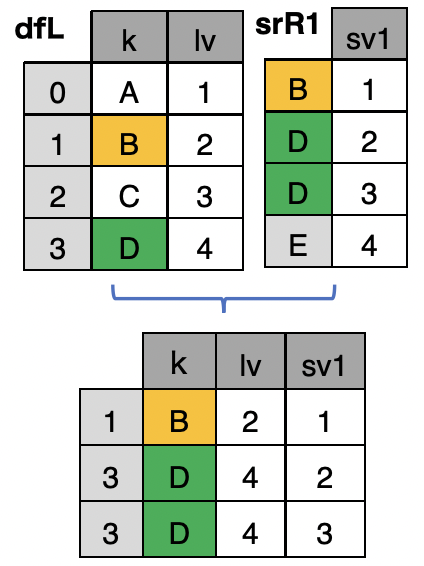 dfL
k lv
0 A 1
1 B 2
2 C 3
3 D 4
srR1
sv1
B 1
D 2
D 3
E 4
k lv sv1
1 B 2 1
3 D 4 2
3 D 4 3